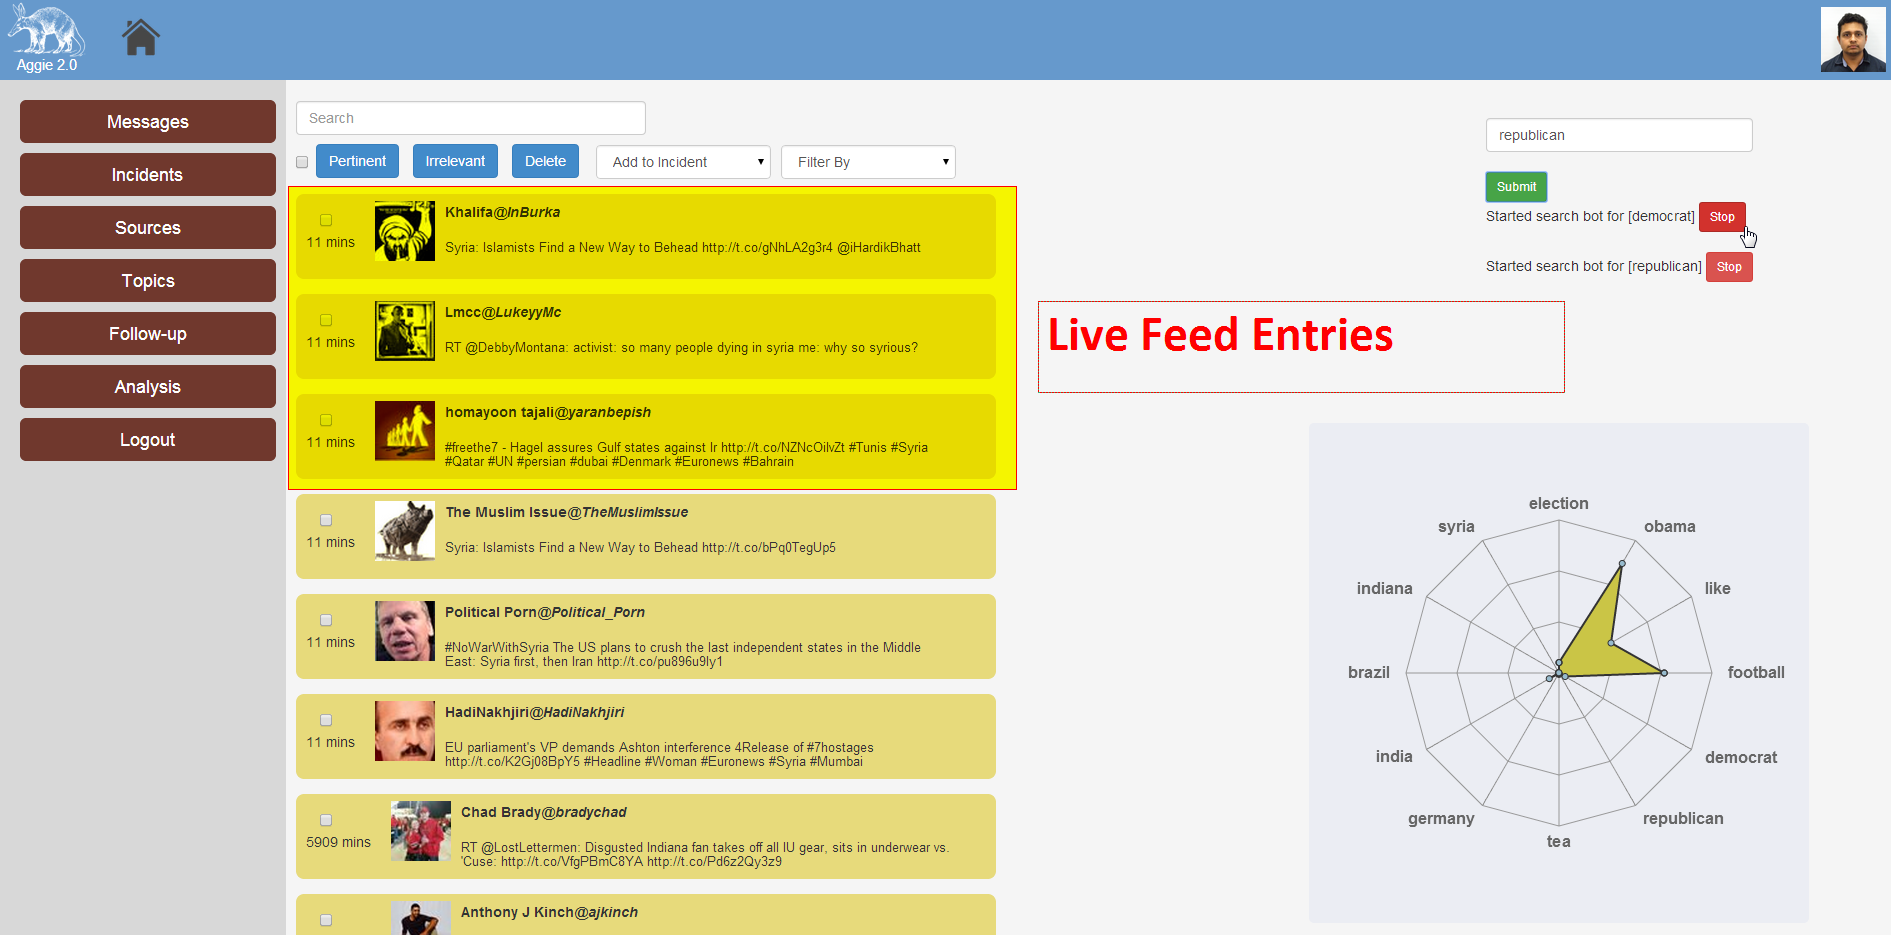 Aggie 2.0
Messages
Incidents
Sources
Topics
Follow-up
Analysis
Logout
Search
Pertinent
Irrelevant
Delete
Add to Incident
Filter By
11 mins
Khalifa@InBurka
Syria: Islamists Find a New Way to Behead http://t.co/gNhLA2g3r4 @iHardikBhatt
11 mins
Lmcc@LukeyyMc
RT @DebbyMontana: activist: so many people dying in syria me: why so syrious?
11 mins
homayoon tajali@yaranbepish
#freethe7 - Hagel assures Gulf states against Ir http://t.co/NZNcOilvZt #Tunis #Syria
#Qatar #UN #persian #dubai #Denmark #Euronews #Bahrain
11 mins
The Muslim Issue@TheMuslimIssue
Syria: Islamists Find a New Way to Behead http://t.co/bPq0TegUp5
11 mins
Political Porn@Political_Porn
#NoWarWithSyria The US plans to crush the last independent states in the Middle
East: Syria first, then Iran http://t.co/pu896u9ly1
11 mins
HadiNakhjiri@HadiNakhjiri
EU parliament's VP demands Ashton interference 4Release of #7hostages
http://t.co/K2Gj08BpY5 #Headline #Woman #Euronews #Syria #Mumbai
5909 mins
Chad Brady@bradychad
RT @LostLettermen: Disgusted Indiana fan takes off all IU gear, sits in underwear vs.
'Cuse: http://t.co/VfgPBmC8YA http://t.co/Pd6z2Qy3z9
Anthony J Kinch@ajkinch
republican
Submit
Started search bot for [democrat] Stop
Started search bot for [republican] Stop
Live Feed Entries
election
obama
like
football
democrat
republican
tea
germany
india
brazil
indiana
syria